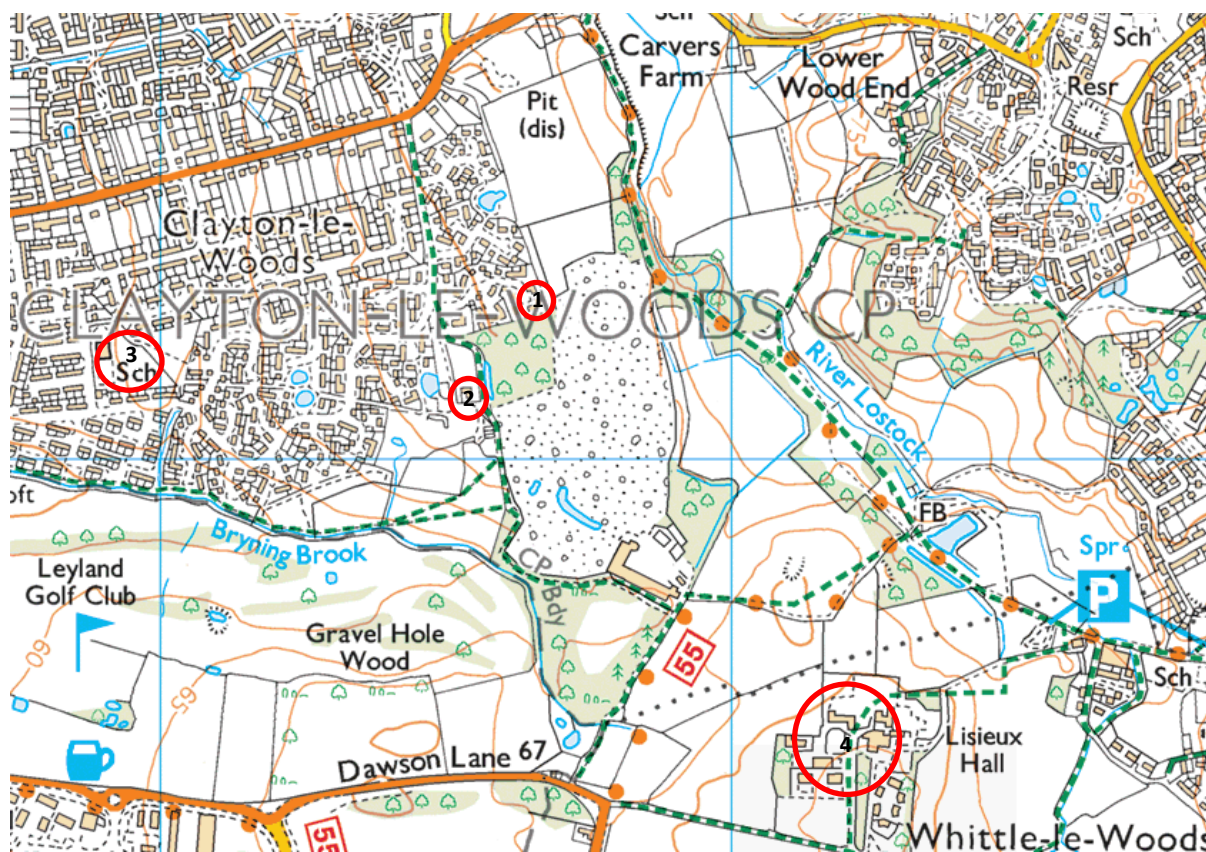 Sch
Carvers
Farm
Lower
Wood End
Sch
Resr
Pit
(dis)
75
95
Clayton-le-
Woods
CLAYTON-LE-WOODS CP
1
2
3
Sch
River Lostock
FB
Spr
P
oft
Bryning Brook
CP Bdy
Leyland
Golf Club
Gravel Hole
Wood
60
65
55
Sch
4
Lisieux
Hall
Dawson Lane 67
55
Whittle-le-Woods